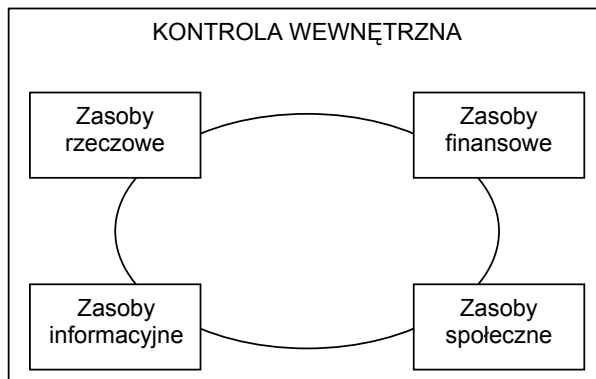 KONTROLA WEWNĘTRZNA
Zasoby
rzeczowe
Zasoby
finansowe
Zasoby
informacyjne
Zasoby
społeczne